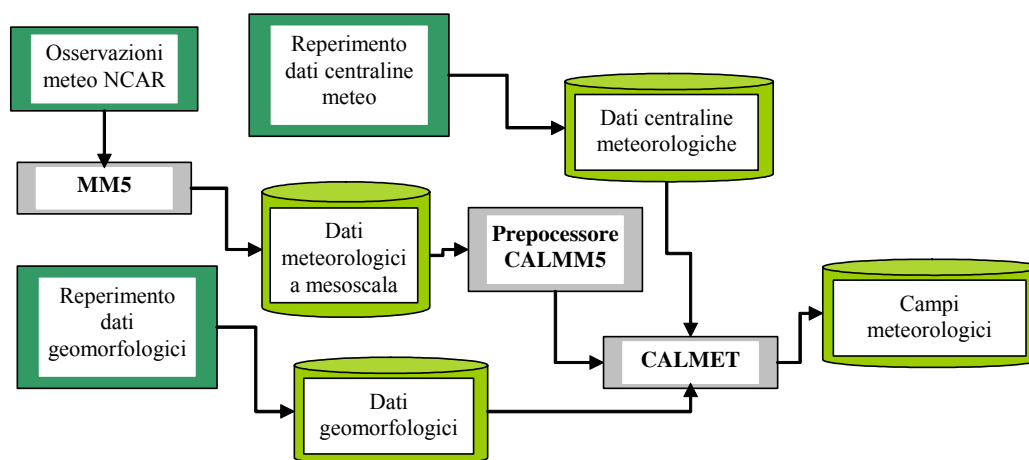 Osservazioni
meteo NCAR
Reperimento
dati centraline
meteo
Dati centraline
meteorologiche
MM5
Dati
meteorologici
a mesoscala
Prepocessore
CALMM5
Reperimento
dati
geomorfologici
Campi
meteorologici
CALMET
Dati
geomorfologici